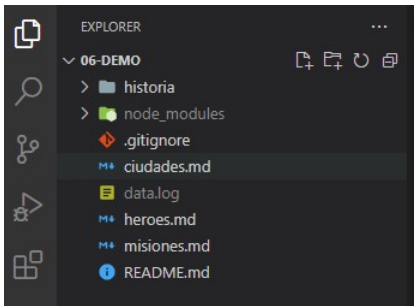 EXPLORER
06-DEMO
historia
node_modules
.gitignore
ciudades.md
data.log
heroes.md
misiones.md
README.md